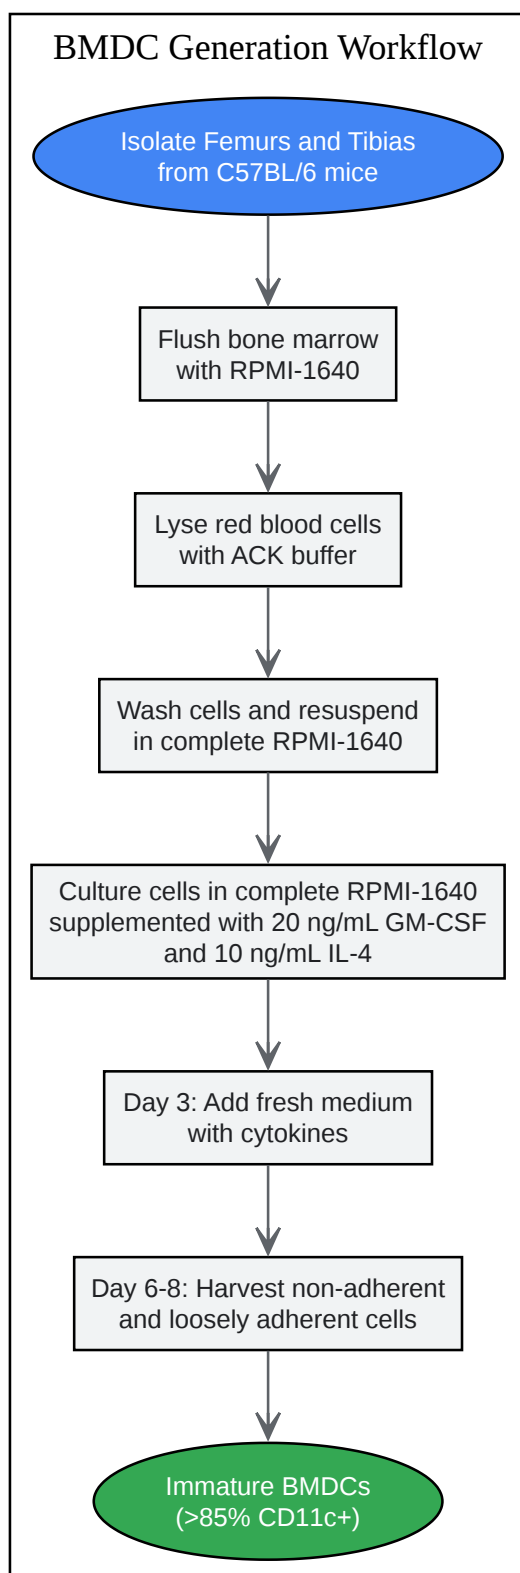 BMDC Generation Workflow
Isolate Femurs and Tibias
from C57BL/6 mice
Flush bone marrow
with RPMI-1640
Lyse red blood cells
with ACK buffer
Wash cells and resuspend
in complete RPMI-1640
Culture cells in complete RPMI-1640
supplemented with 20 ng/mL GM-CSF
and 10 ng/mL IL-4
Day 3: Add fresh medium
with cytokines
Day 6-8: Harvest non-adherent
and loosely adherent cells
Immature BMDCs
(>85% CD11c+)